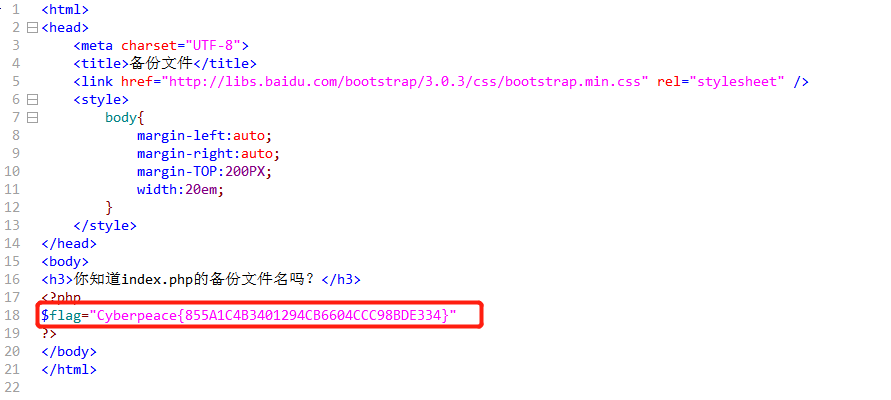 1 <html>
2 <head>
3 <meta charset="UTF-8">
4 <title>备份文件</title>
5 <link href="http://libs.baidu.com/bootstrap/3.0.3/css/bootstrap.min.css" rel="stylesheet" />
6 <style>
7 body{
8 margin-left:auto;
9 margin-right:auto;
10 margin-TOP:200PX;
11 width:20em;
12 }
13 </style>
14 </head>
15 <body>
16 <h3>你知道index.php的备份文件名吗？</h3>
17 <?php
18 $flag="Cyberpeace{855A1C4B3401294CB6604CCC98BDE334}"
19 ?>
20 </body>
21 </html>
22